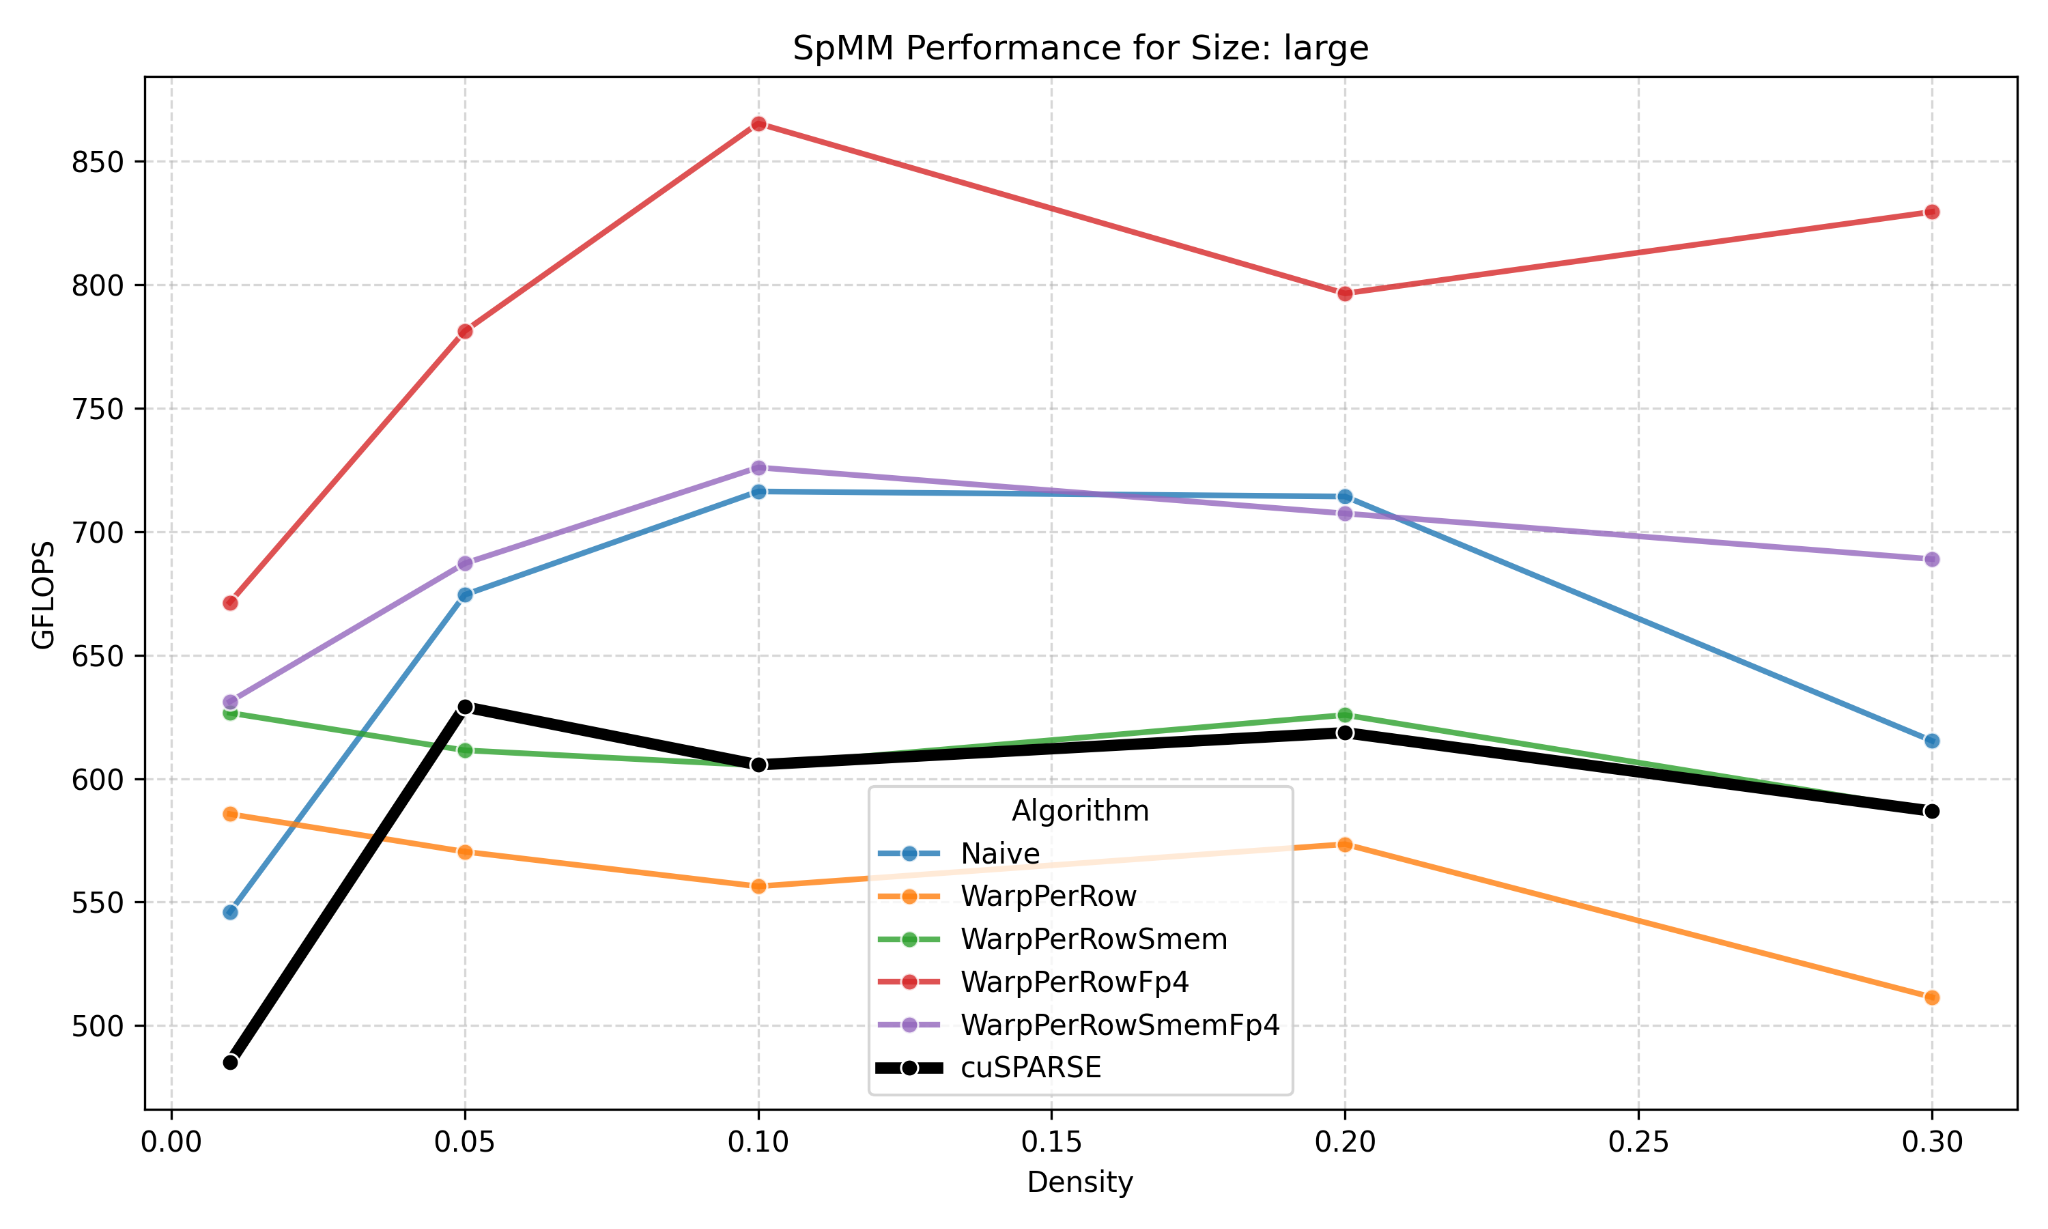 SpMM Performance for Size: large
GFLOPS
850
800
750
700
650
600
550
500
Algorithm
Naive
WarpPerRow
WarpPerRowSmem
WarpPerRowFp4
WarpPerRowSmemFp4
cuSPARSE
0.00 0.05 0.10 0.15 0.20 0.25 0.30
Density